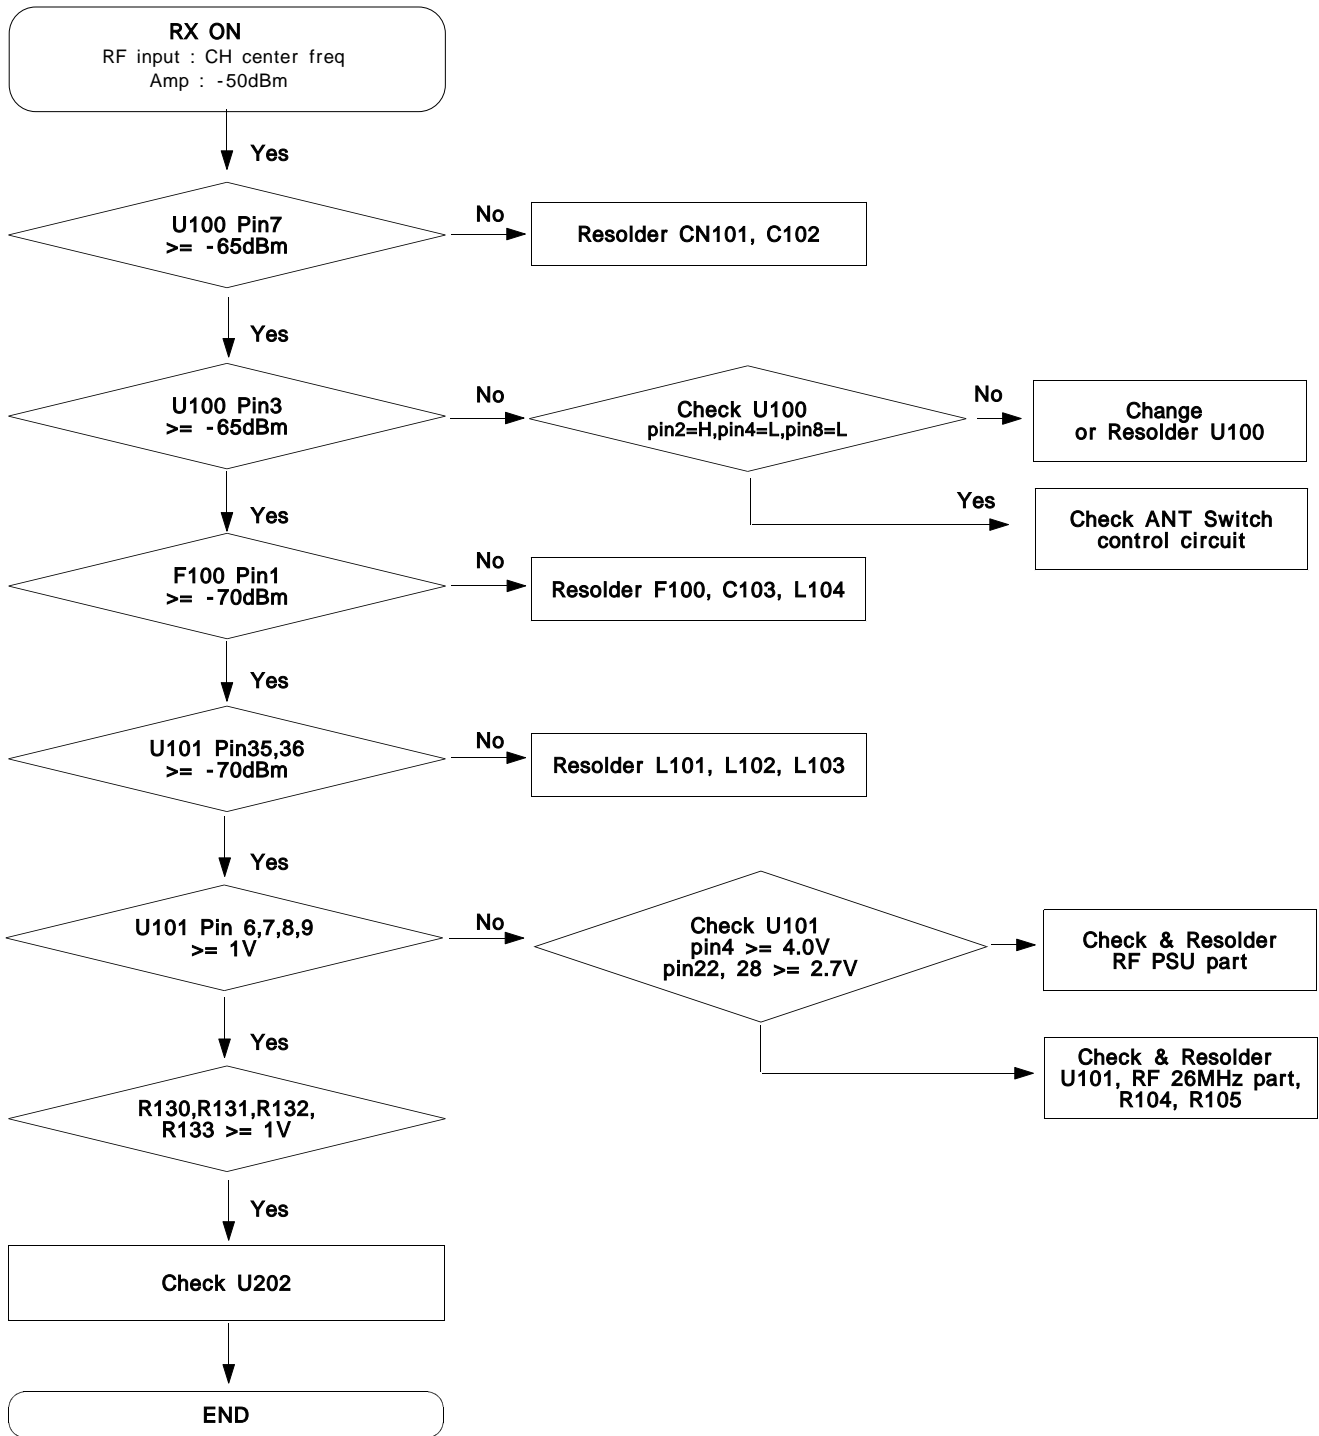 RX ON
RF input : CH center freq
Amp : -50dBm
Yes
U100 Pin7
>= -65dBm
No
Resolder CN101, C102
Yes
U100 Pin3
>= -65dBm
No
Check U100
pin2=H,pin4=L,pin8=L
No
Change
or Resolder U100
Yes
Check ANT Switch
control circuit
Yes
F100 Pin1
>= -70dBm
No
Resolder F100, C103, L104
Yes
U101 Pin35,36
>= -70dBm
No
Resolder L101, L102, L103
Yes
U101 Pin 6,7,8,9
>= 1V
No
Check U101
pin4 >= 4.0V
pin22, 28 >= 2.7V
Check & Resolder
RF PSU part
Check & Resolder
U101, RF 26MHz part,
R104, R105
Yes
R130,R131,R132,
R133 >= 1V
Yes
Check U202
END